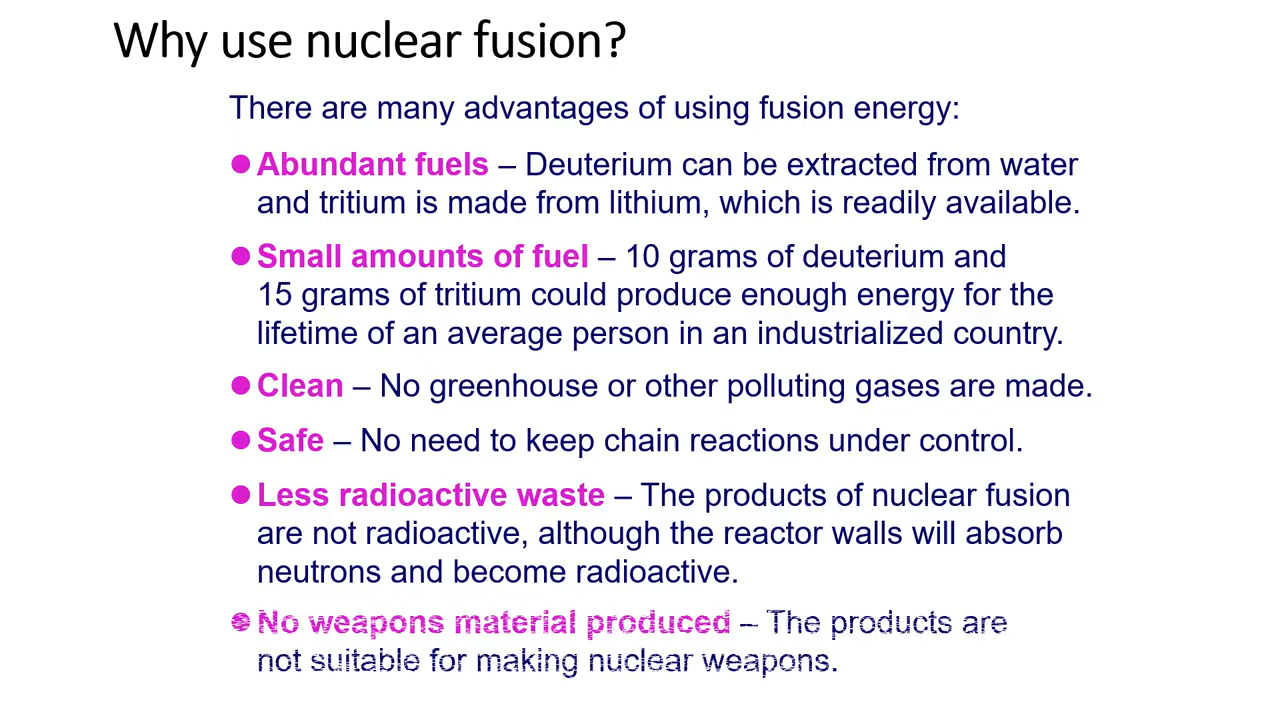 Why use nuclear fusion?
There are many advantages of using fusion energy:
● Abundant fuels – Deuterium can be extracted from water
and tritium is made from lithium, which is readily available.
● Small amounts of fuel – 10 grams of deuterium and
15 grams of tritium could produce enough energy for the
lifetime of an average person in an industrialized country.
● Clean – No greenhouse or other polluting gases are made.
● Safe – No need to keep chain reactions under control.
● Less radioactive waste – The products of nuclear fusion
are not radioactive, although the reactor walls will absorb
neutrons and become radioactive.
● No weapons material produced – The products are
not suitable for making nuclear weapons.